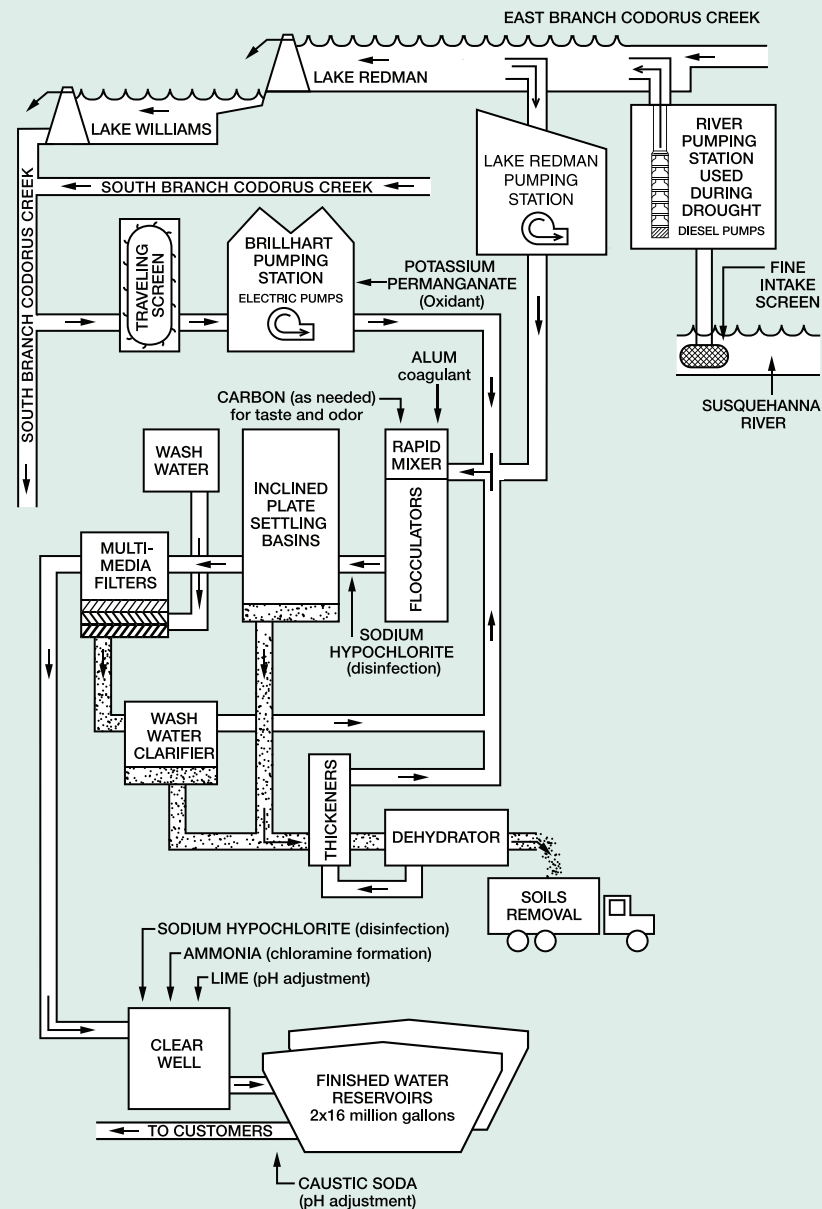 EAST BRANCH CODORUS CREEK
LAKE REDMAN
LAKE WILLIAMS
SOUTH BRANCH CODORUS CREEK
SOUTH BRANCH CODORUS CREEK
LAKE REDMAN
PUMPING
STATION
RIVER
PUMPING
STATION
USED
DURING
DROUGHT
DIESEL PUMPS
FINE
INTAKE
SCREEN
SUSQUEHANNA
RIVER
TRAVELING
SCREEN
BRILLHART
PUMPING
STATION
ELECTRIC PUMPS
POTASSIUM
PERMANGANATE
(Oxidant)
ALUM
coagulant
CARBON (as needed)
for taste and odor
WASH
WATER
INCLINED
PLATE
SETTLING
BASINS
RAPID
MIXER
FLOCCULATORS
MULTI-
MEDIA
FILTERS
SODIUM
HYPOCHLORITE
(disinfection)
WASH
WATER
CLARIFIER
THICKENERS
DEHYDRATOR
SOILS
REMOVAL
SODIUM HYPOCHLORITE (disinfection)
AMMONIA (chloramine formation)
LIME (pH adjustment)
CLEAR
WELL
FINISHED WATER
RESERVOIRS
2x16 million gallons
TO CUSTOMERS
CAUSTIC SODA
(pH adjustment)
SOUTH BRANCH CODORUS CREEK